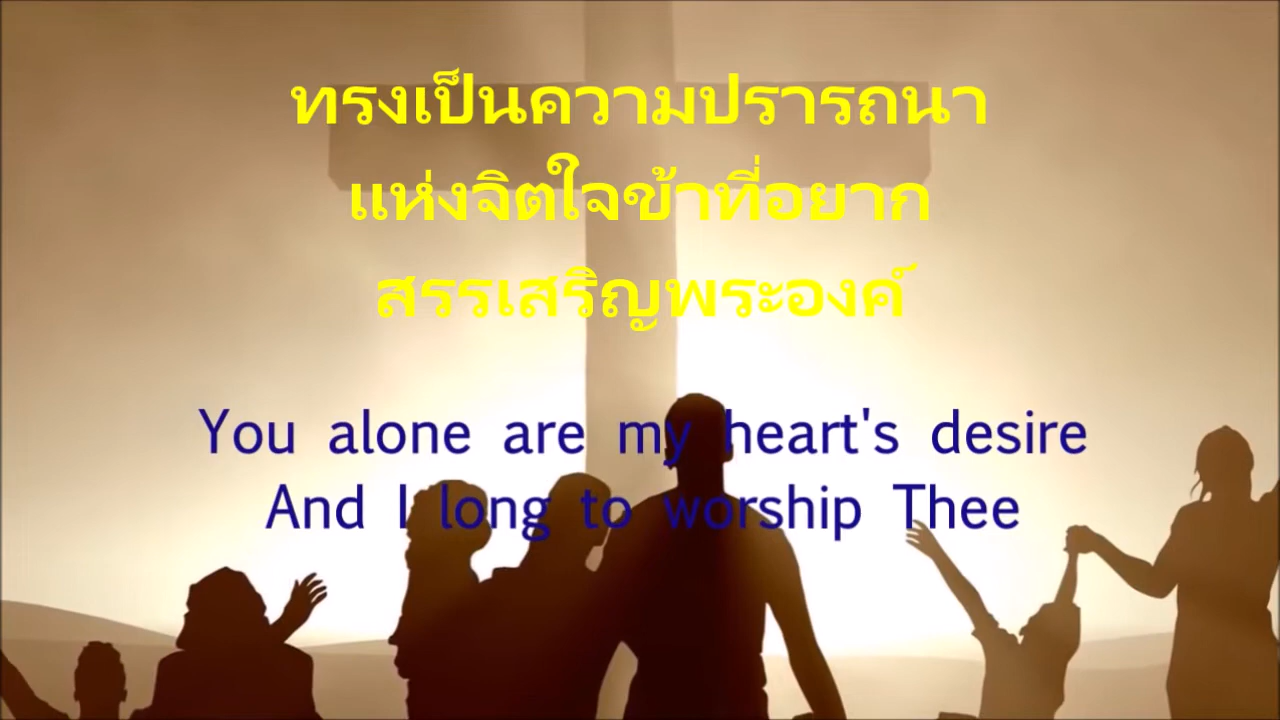 ทรงเป็นความปรารถนา
แห่งจิตใจข้าที่อยาก
สรรเสริญพระองค์
You alone are my heart's desire
And I long to worship Thee